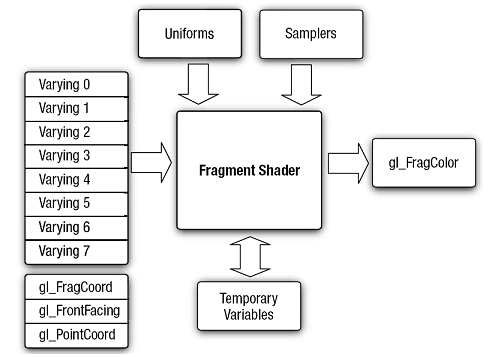 Uniforms
Samplers
Varying 0
Varying 1
Varying 2
Varying 3
Varying 4
Varying 5
Varying 6
Varying 7
gl_FragCoord
gl_FrontFacing
gl_PointCoord
Fragment Shader
gl_FragColor
Temporary
Variables